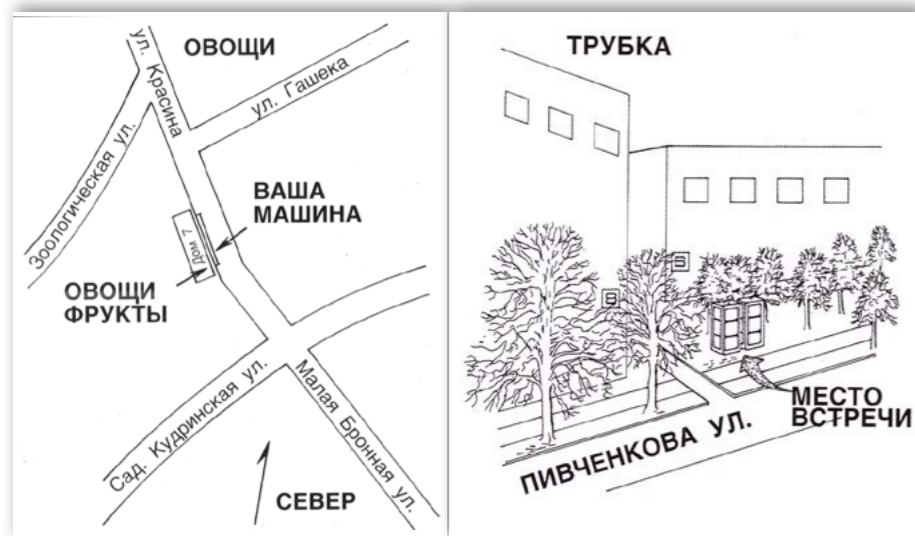 ОВОЩИ
ул. Красина
ул. Гашека
Зоологическая ул.
ВАША
МАШИНА
Дом 7
ОВОЩИ
ФРУКТЫ
Сад. Кудринская ул.
Малая Бронная ул.
СЕВЕР
ТРУБКА
МЕСТО
ВСТРЕЧИ
ПИВЧЕНКОВА УЛ.